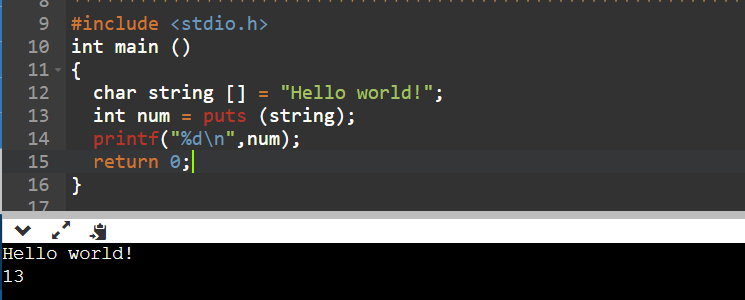 8
9 #include <stdio.h>
10 int main ()
11 {
12 char string [] = "Hello world!";
13 int num = puts (string);
14 printf("%d\n",num);
15 return 0;
16 }
17
Hello world!
13